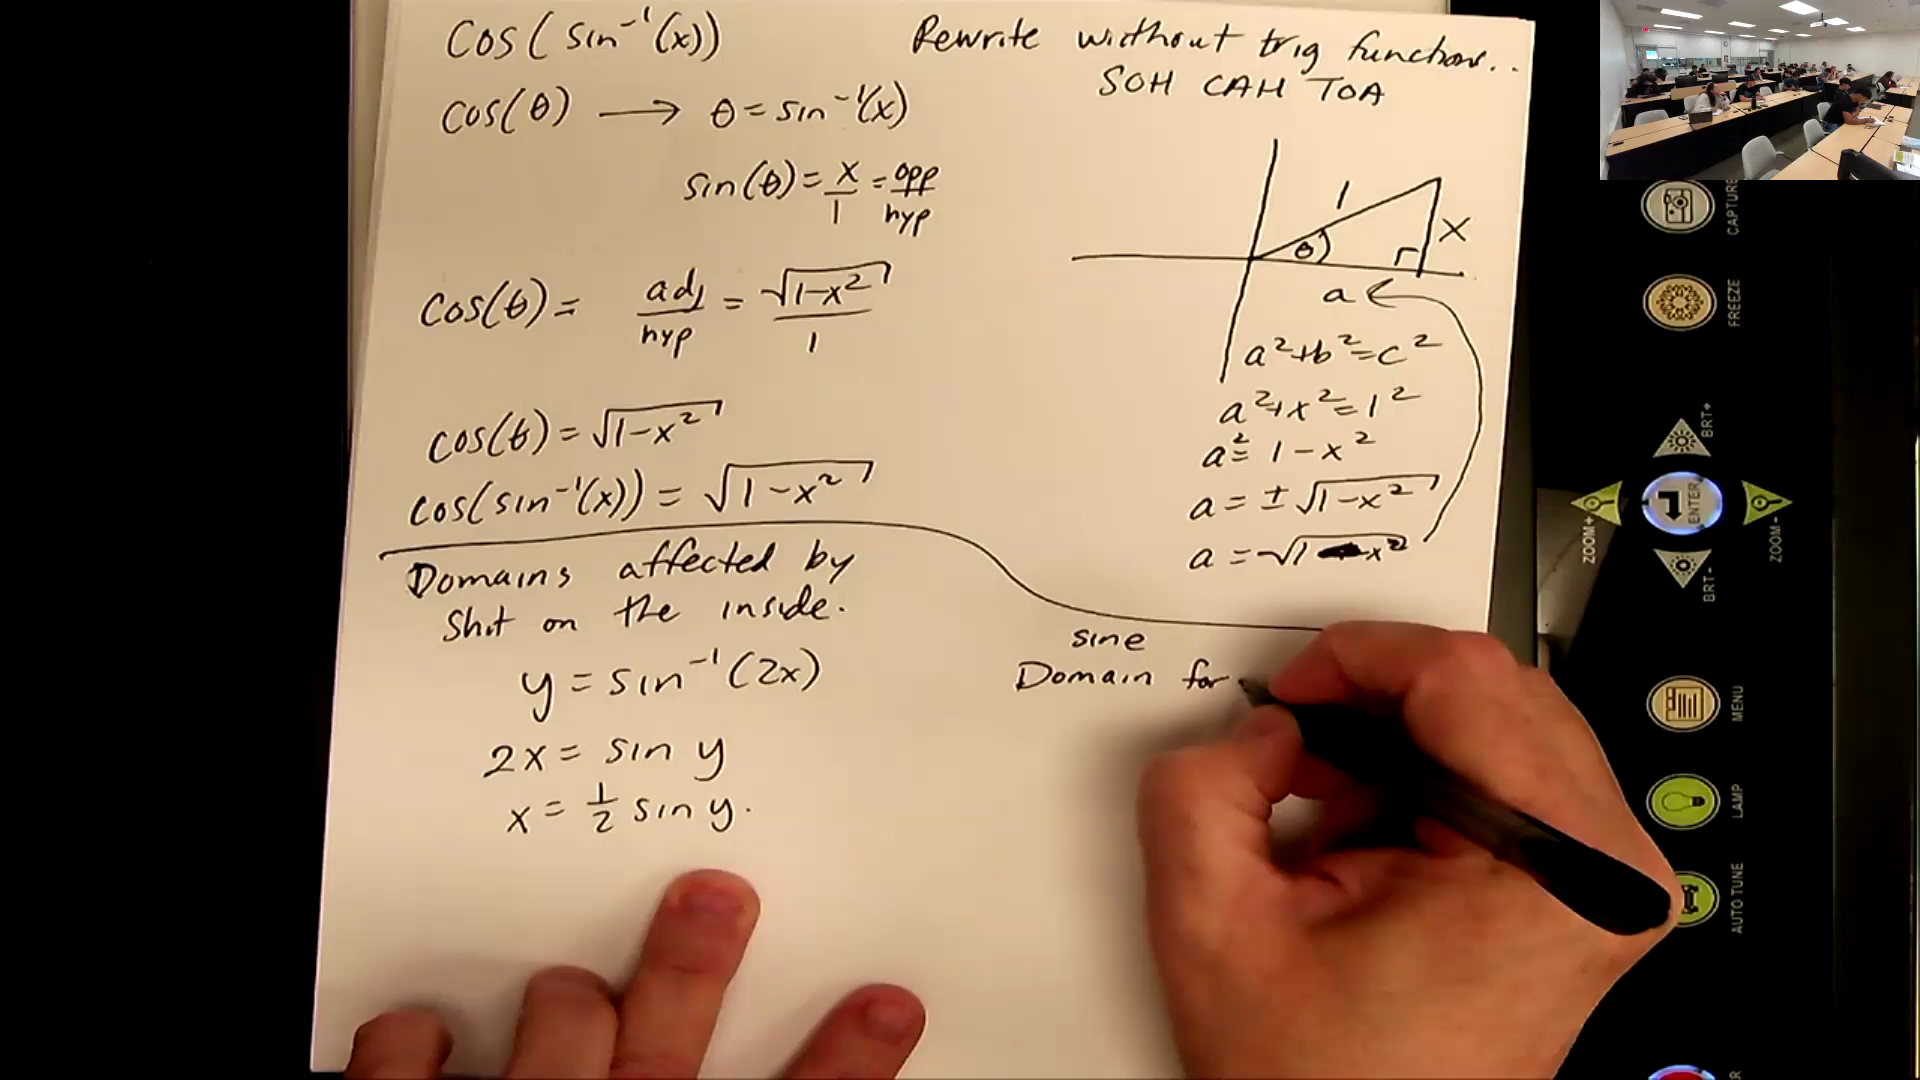 cos(sin⁻¹(x))
Rewrite without trig functions..
SOH CAH TOA
cos(θ) → θ = sin⁻¹(x)
sin(θ) = x/1 = opp/hyp
1
x
θ
a
cos(θ) = adj/hyp = √(1-x²)/1
a²+b²=c²
a²+x²=1²
a²= 1-x²
a = ±√(1-x²)
a = √(1-x²)
cos(θ) = √(1-x²)
cos(sin⁻¹(x)) = √(1-x²)
Domains affected by
Shit on the inside.
y = sin⁻¹(2x)
2x = sin y
x = 1/2 sin y.
sine
Domain for
CAPTURE
FREEZE
BRT+
ZOOM+
ENTER
ZOOM-
BRT-
MENU
LAMP
AUTO TUNE